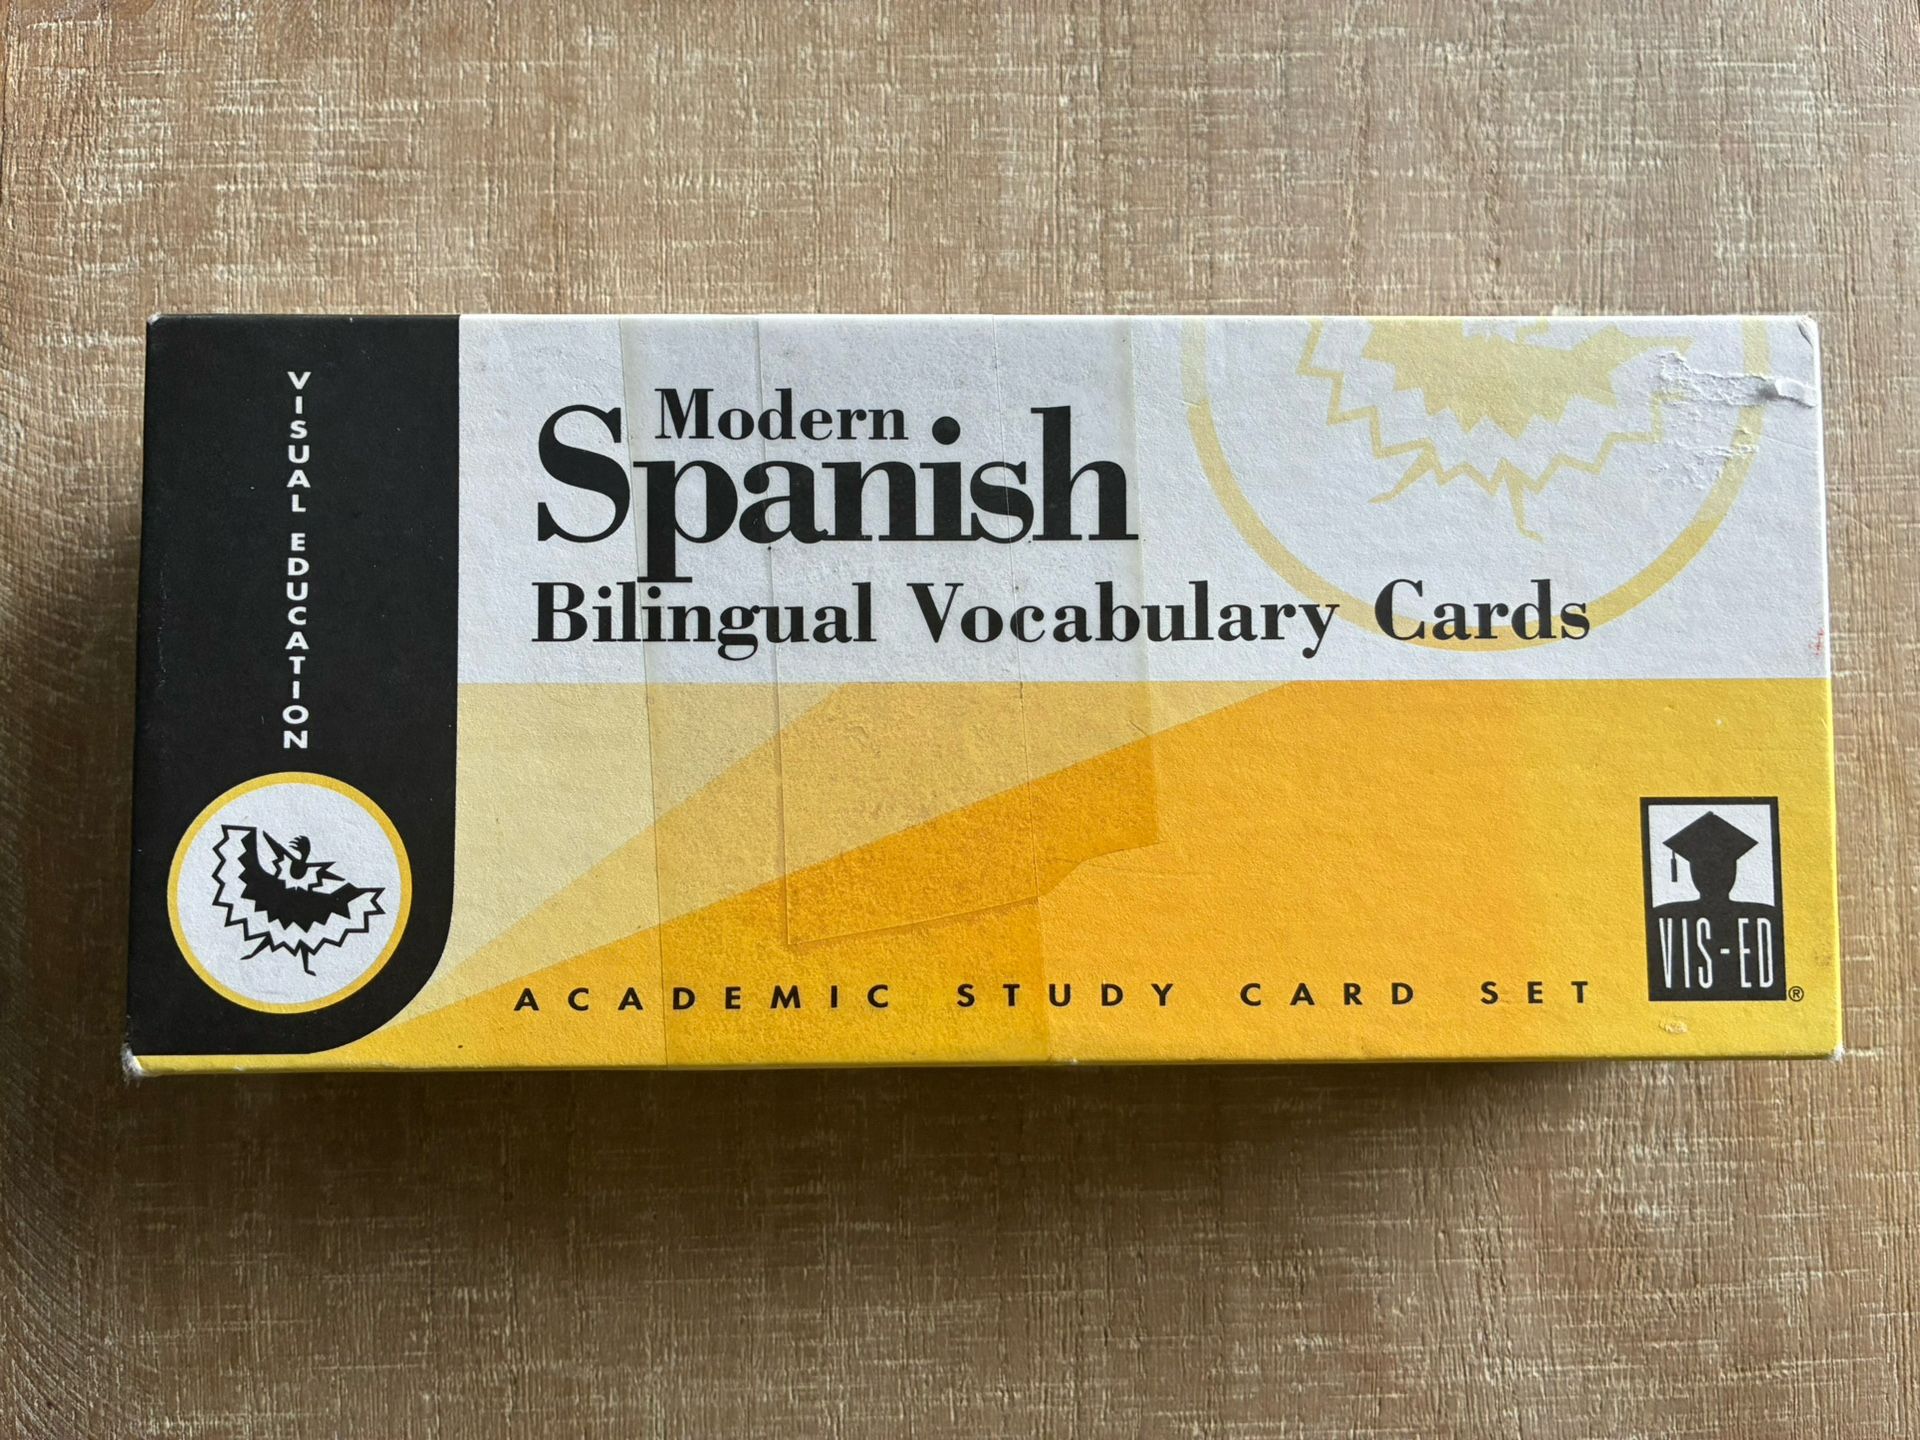 VISUAL EDUCATION
Modern
Spanish
Bilingual Vocabulary Cards
ACADEMIC STUDY CARD SET
VIS-ED
®